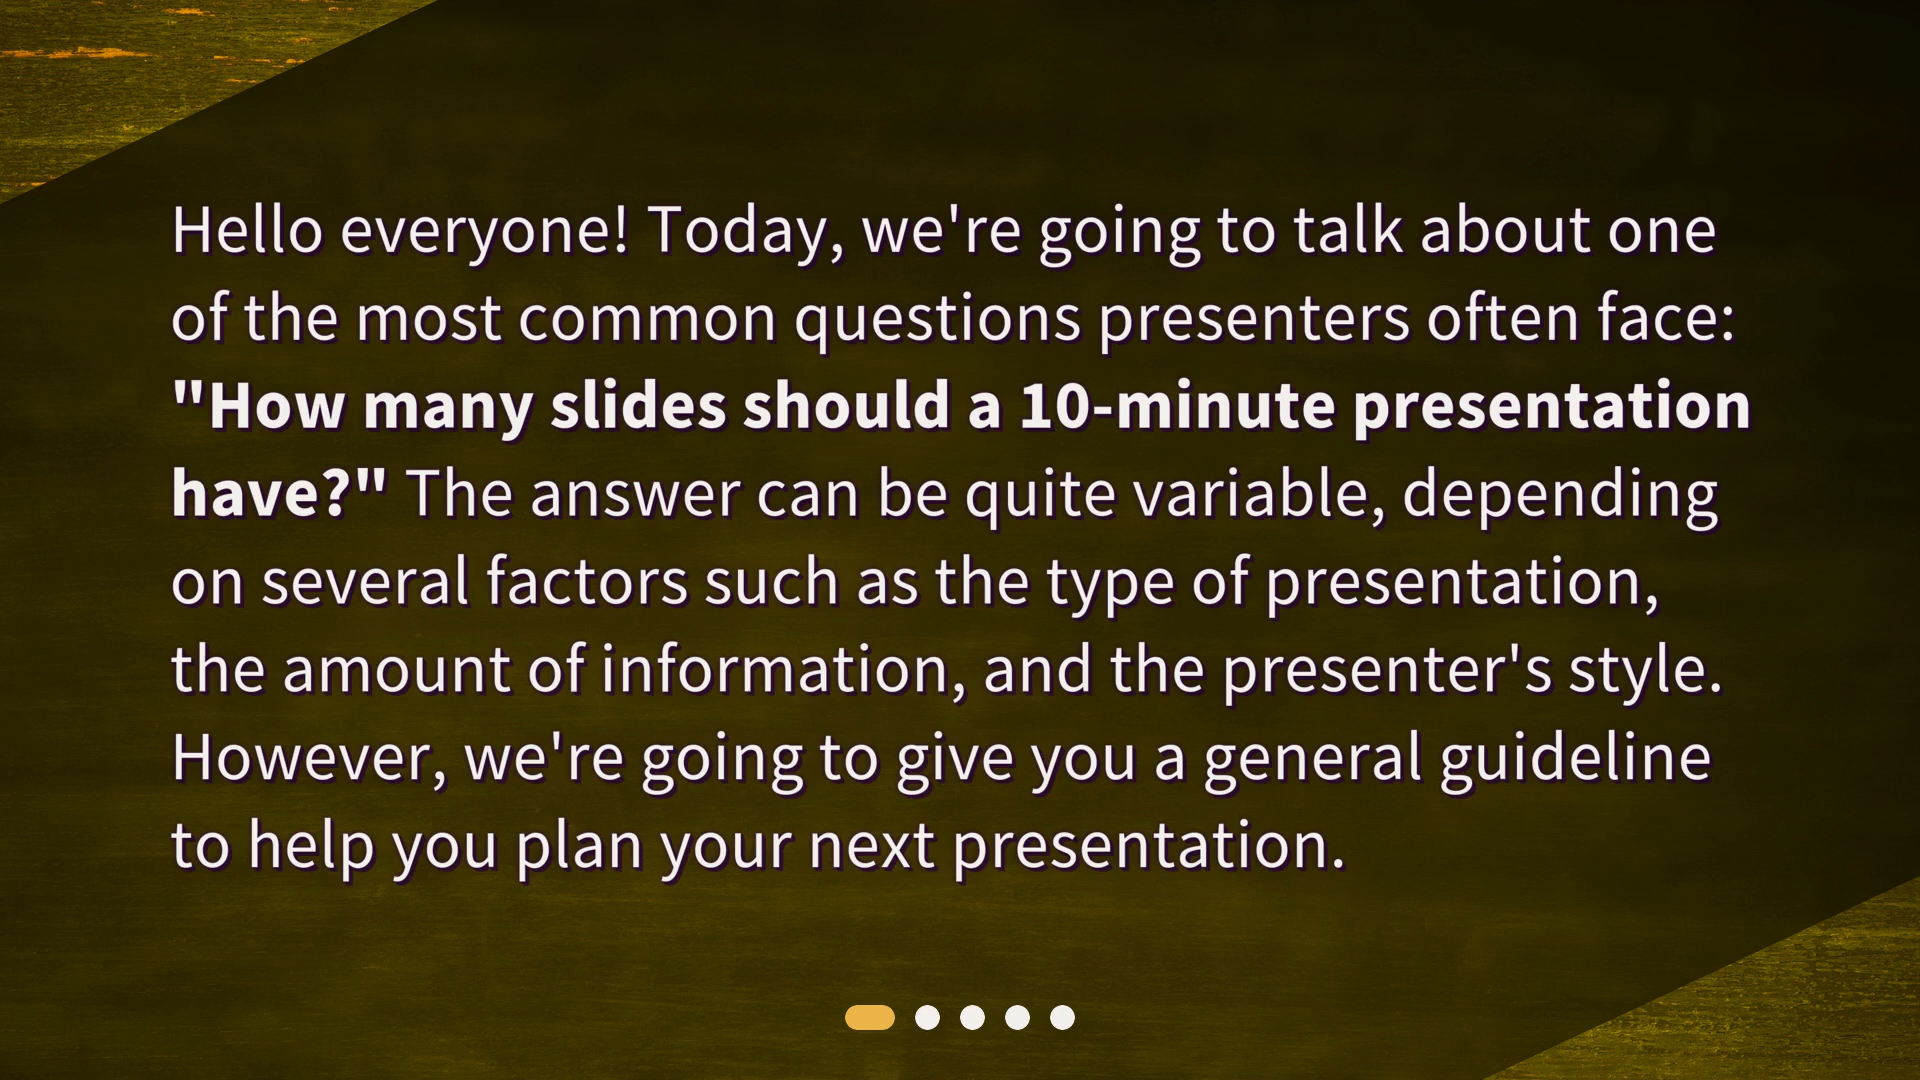 Hello everyone! Today, we're going to talk about one
of the most common questions presenters often face:
"How many slides should a 10-minute presentation
have?" The answer can be quite variable, depending
on several factors such as the type of presentation,
the amount of information, and the presenter's style.
However, we're going to give you a general guideline
to help you plan your next presentation.